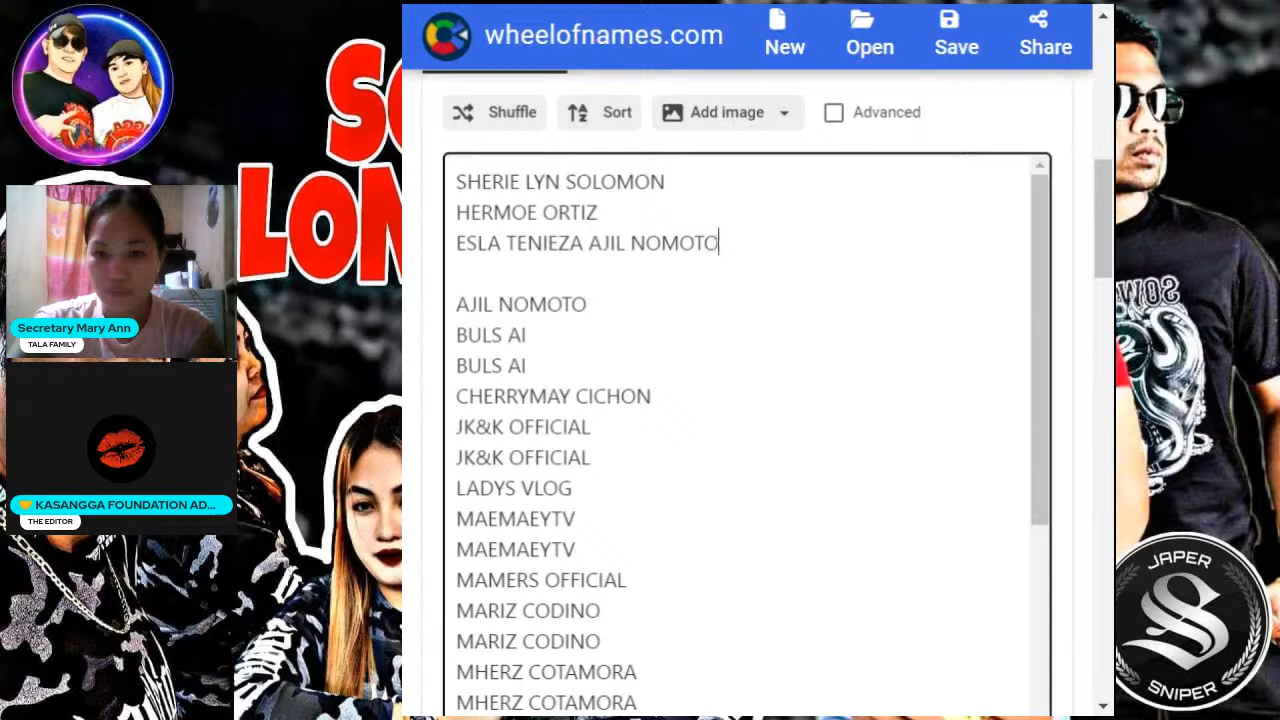 wheelofnames.com
New
Open
Save
Share
Shuffle
Sort
Add image
Advanced
SHERIE LYN SOLOMON
HERMOE ORTIZ
ESLA TENIEZA AJIL NOMOTO
AJIL NOMOTO
BULS AI
BULS AI
CHERRYMAY CICHON
JK&K OFFICIAL
JK&K OFFICIAL
LADYS VLOG
MAEMAEYTV
MAEMAEYTV
MAMERS OFFICIAL
MARIZ CODINO
MARIZ CODINO
MHERZ COTAMORA
MHERZ COTAMORA
Secretary Mary Ann
TALA FAMILY
KASANGGA FOUNDATION AD...
THE EDITOR
LON
JAPER
S
SNIPER